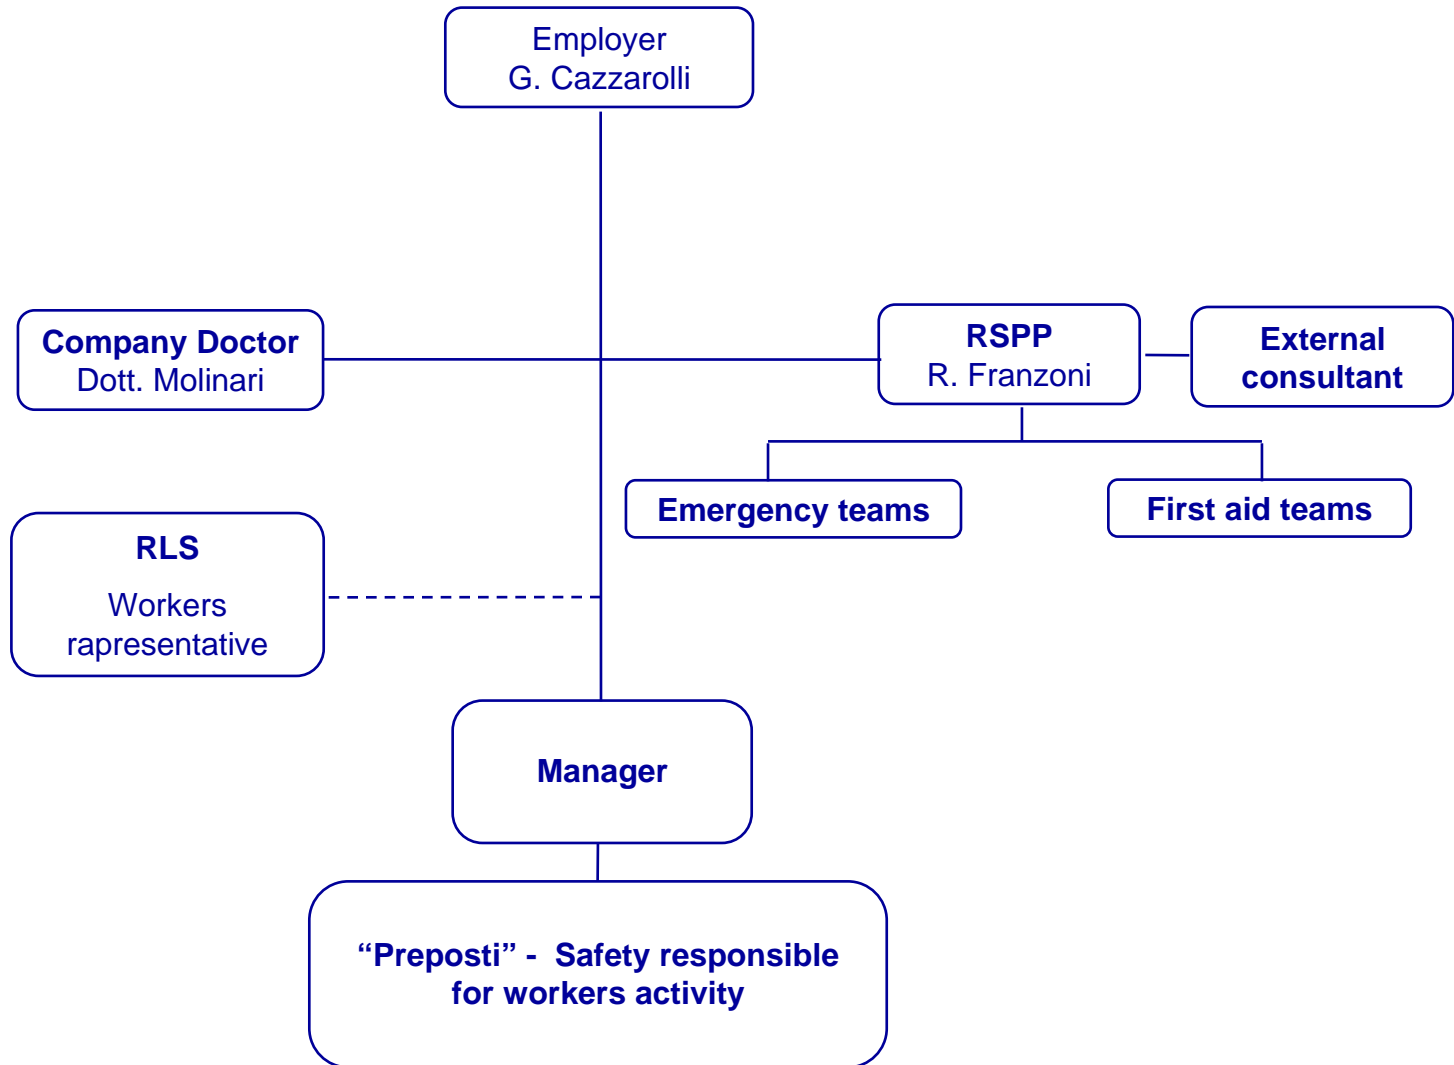 Employer
G. Cazzarolli
Company Doctor
Dott. Molinari
RSPP
R. Franzoni
External
consultant
Emergency teams
First aid teams
RLS
Workers
rapresentative
Manager
“Preposti” - Safety responsible
for workers activity